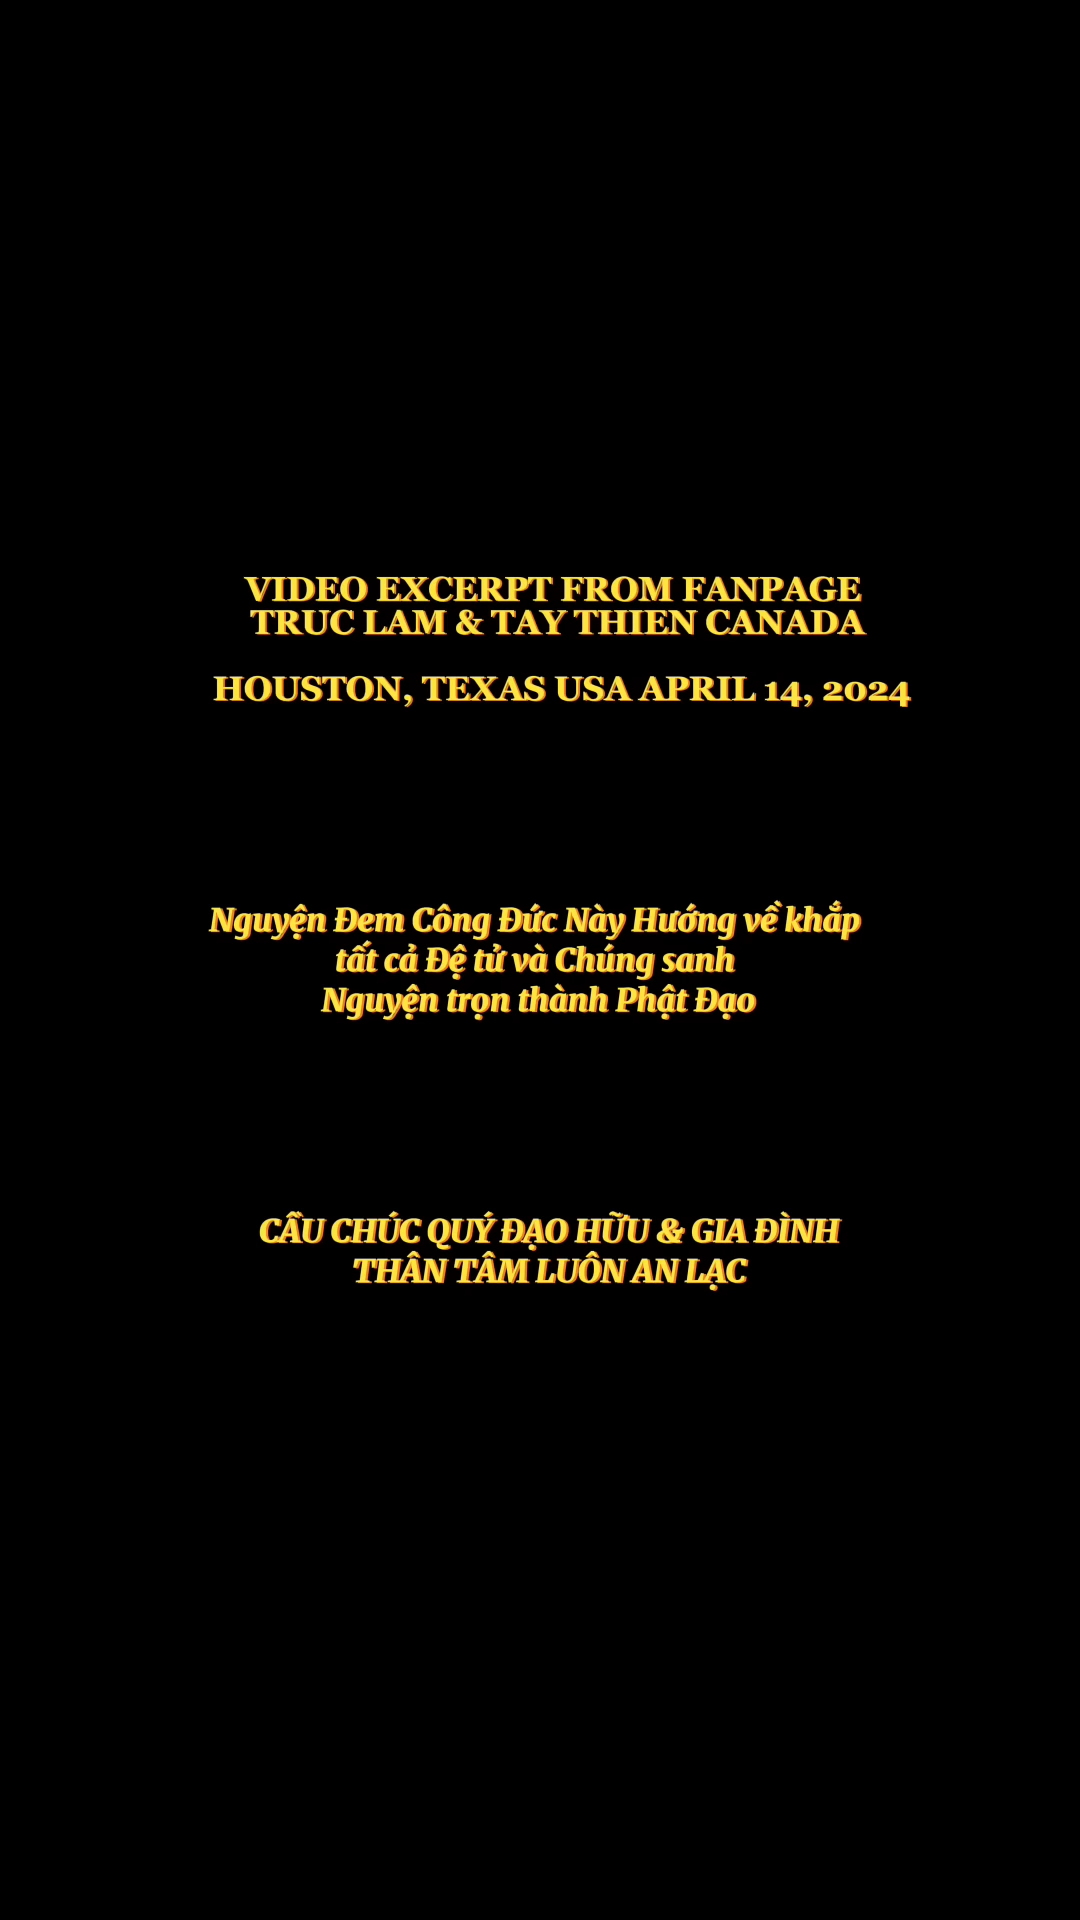 VIDEO EXCERPT FROM FANPAGE
TRUC LAM & TAY THIEN CANADA
HOUSTON, TEXAS USA APRIL 14, 2024
Nguyện Đem Công Đức Này Hướng về khắp
tất cả Đệ tử và Chúng sanh
Nguyện trọn thành Phật Đạo
CẦU CHÚC QUÝ ĐẠO HỮU & GIA ĐÌNH
THÂN TÂM LUÔN AN LẠC